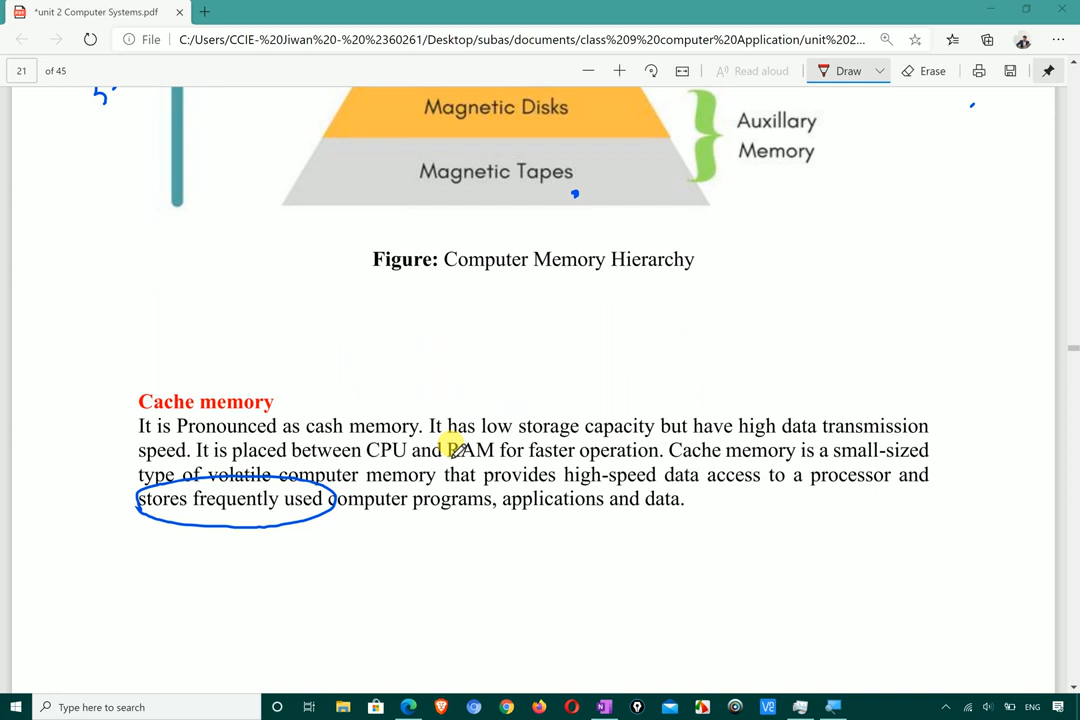 *unit 2 Computer Systems.pdf
File C:/Users/CCIE-%20Jiwan%20-%20%2360261/Desktop/subas/documents/class%209%20computer%20Application/unit%202...
21 of 45 Read aloud Draw Erase
Magnetic Disks
Magnetic Tapes
Auxillary
Memory
Figure: Computer Memory Hierarchy
Cache memory
It is Pronounced as cash memory. It has low storage capacity but have high data transmission
speed. It is placed between CPU and RAM for faster operation. Cache memory is a small-sized
type of volatile computer memory that provides high-speed data access to a processor and
stores frequently used computer programs, applications and data.
Type here to search
ENG